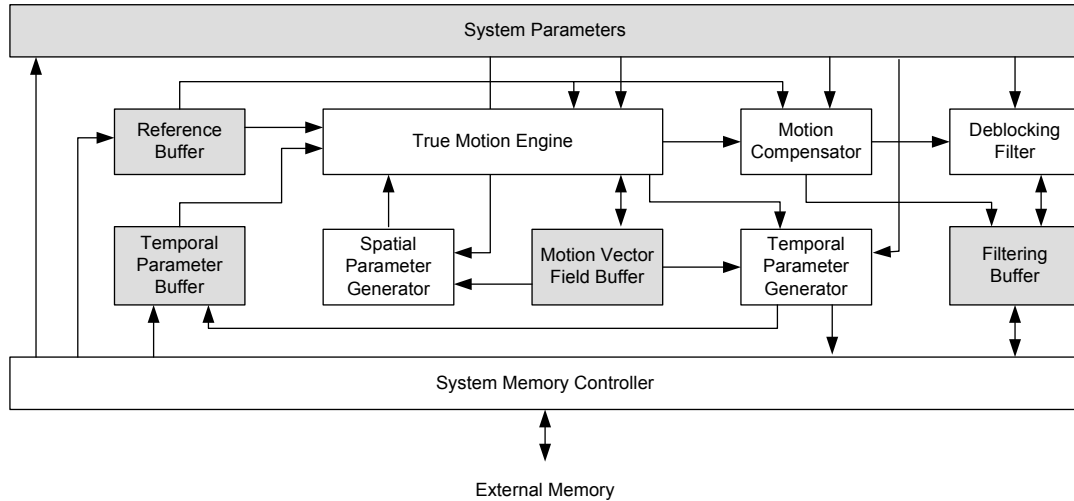 System Parameters
Reference
Buffer
True Motion Engine
Motion
Compensator
Deblocking
Filter
Temporal
Parameter
Buffer
Spatial
Parameter
Generator
Motion Vector
Field Buffer
Temporal
Parameter
Generator
Filtering
Buffer
System Memory Controller
External Memory